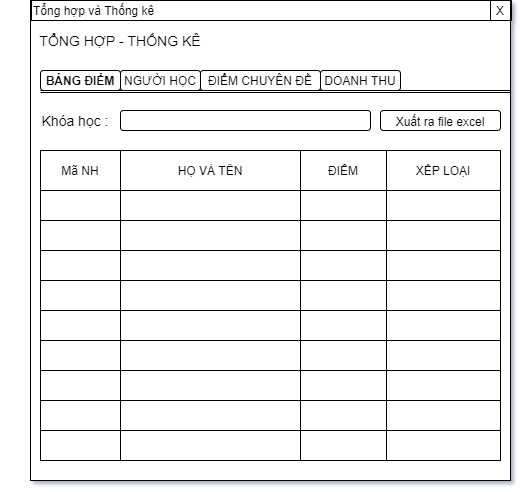 Tổng hợp và Thống kê X
TỔNG HỢP - THỐNG KÊ
BẢNG ĐIỂM NGƯỜI HỌC ĐIỂM CHUYÊN ĐỀ DOANH THU
Khóa học : Xuất ra file excel
Mã NH HỌ VÀ TÊN ĐIỂM XẾP LOẠI